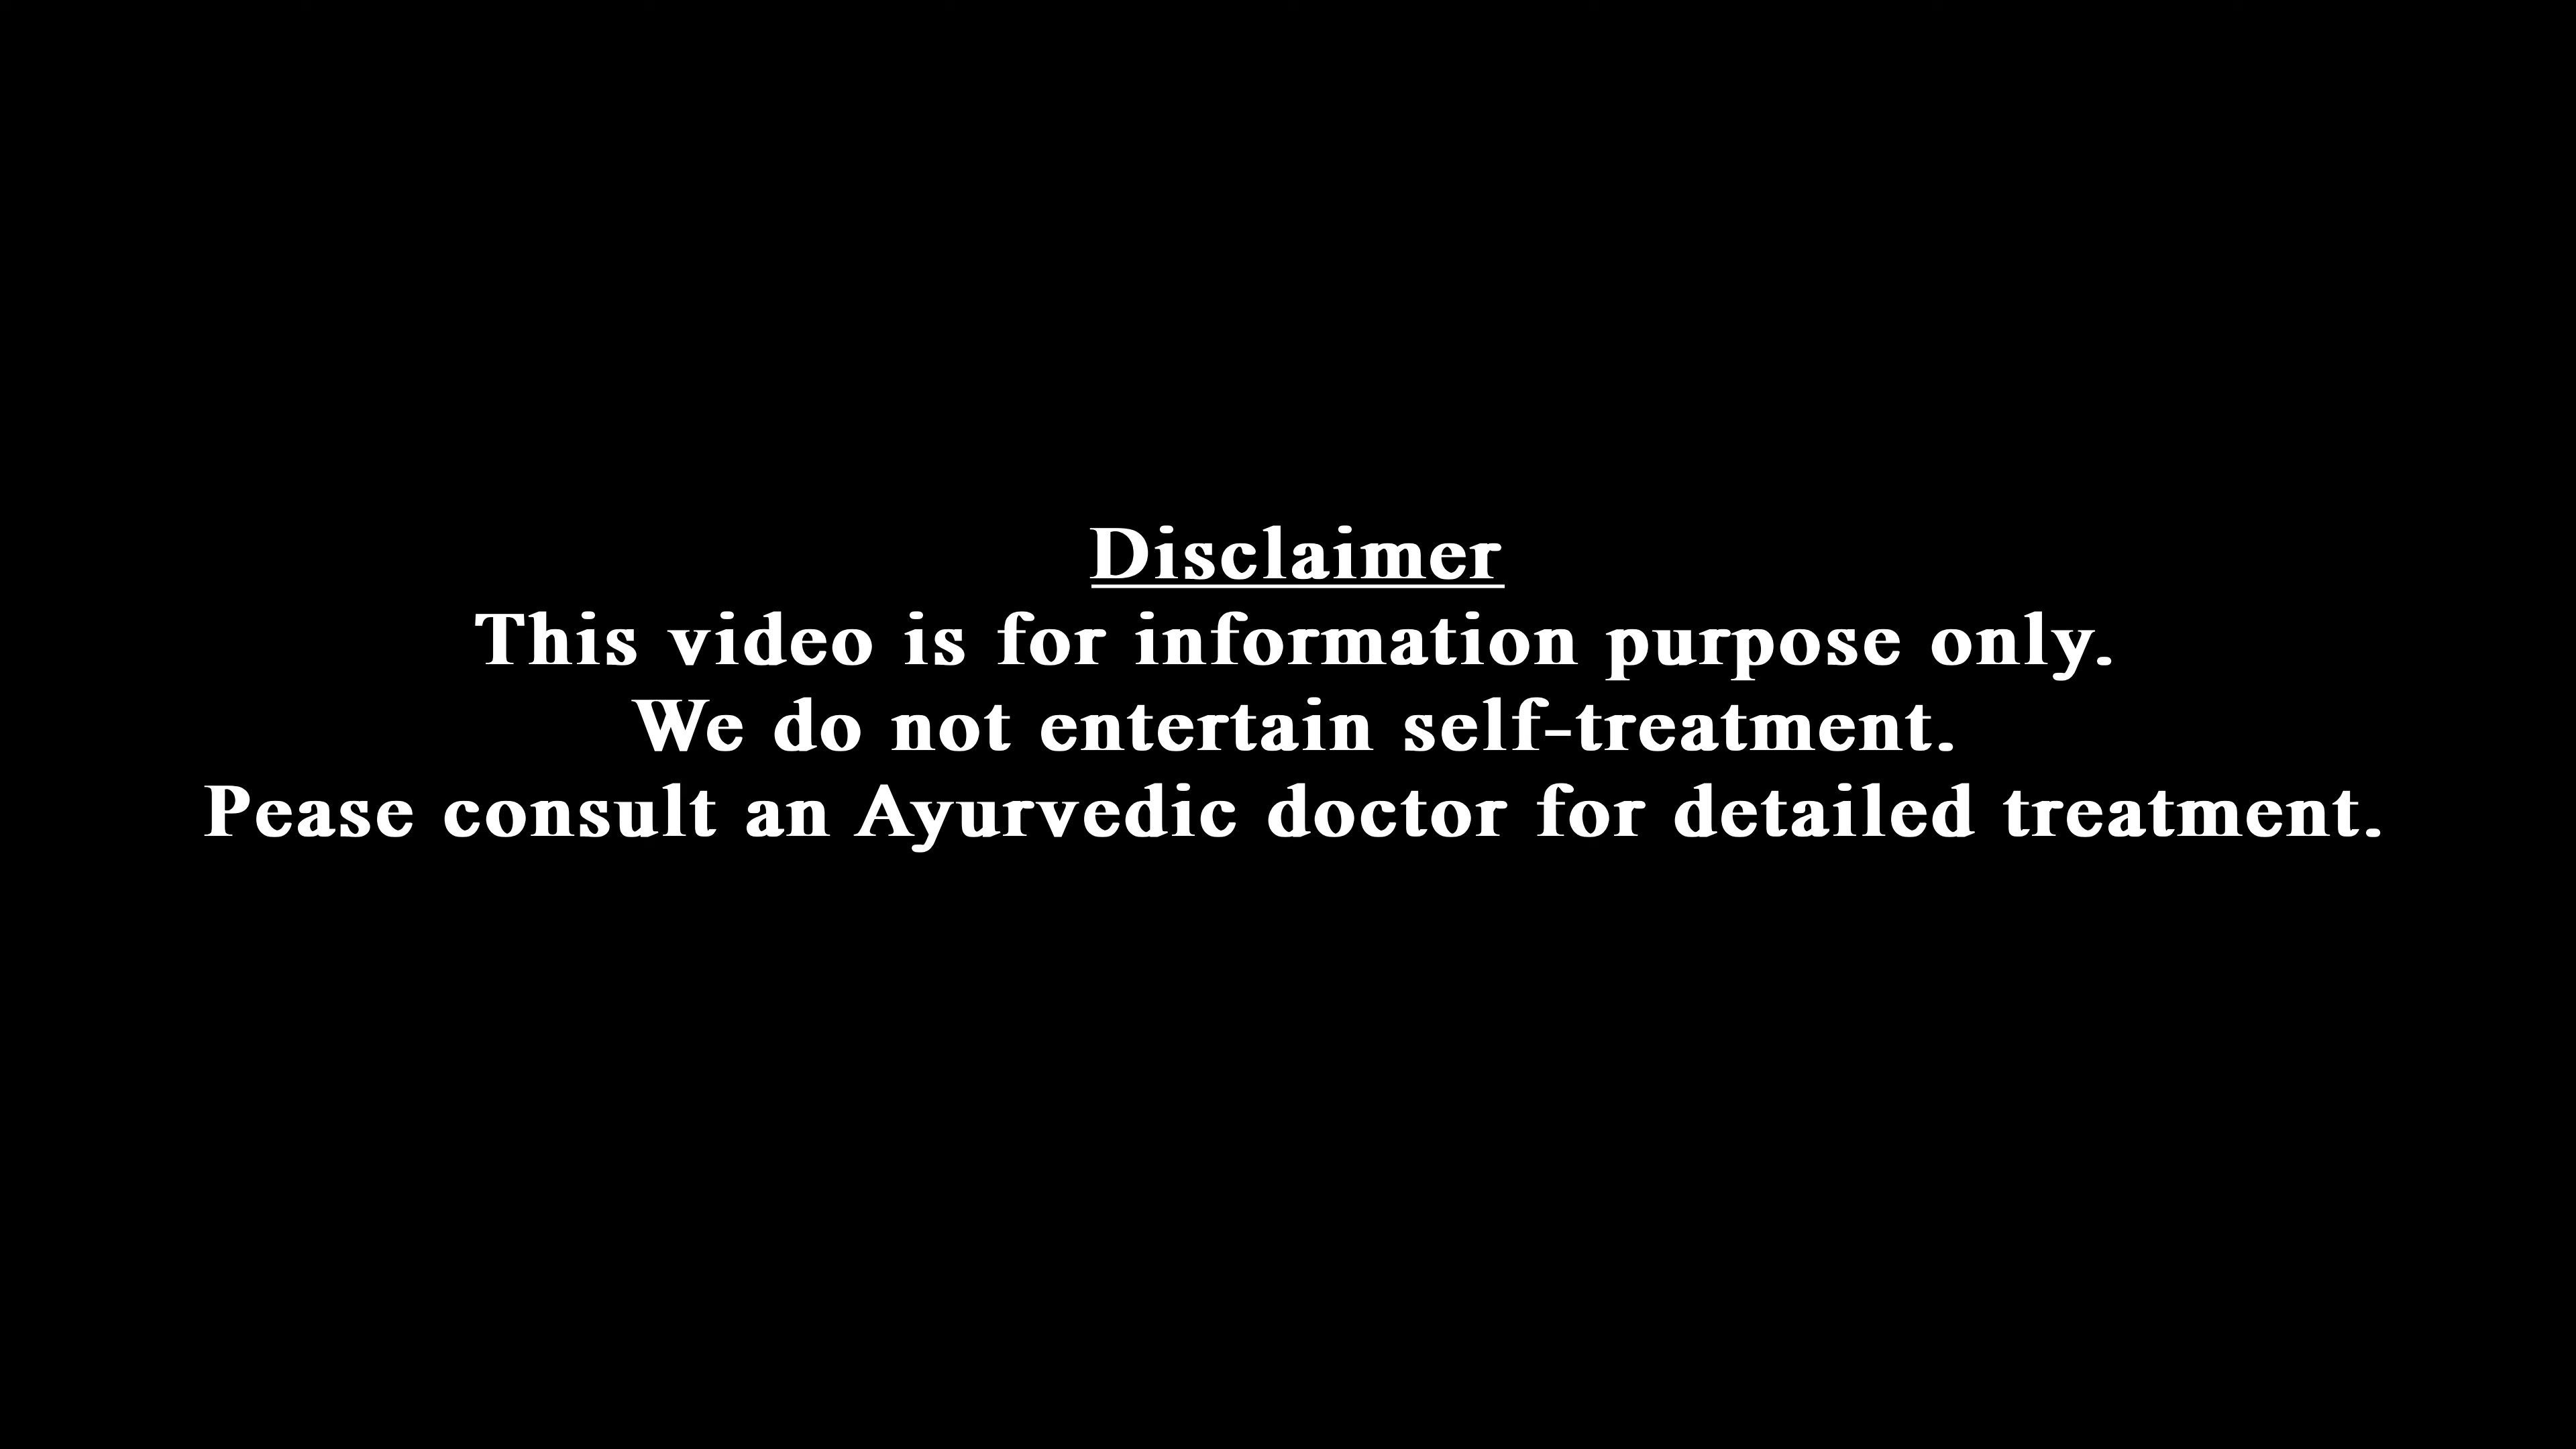 Disclaimer
This video is for information purpose only.
We do not entertain self-treatment.
Pease consult an Ayurvedic doctor for detailed treatment.